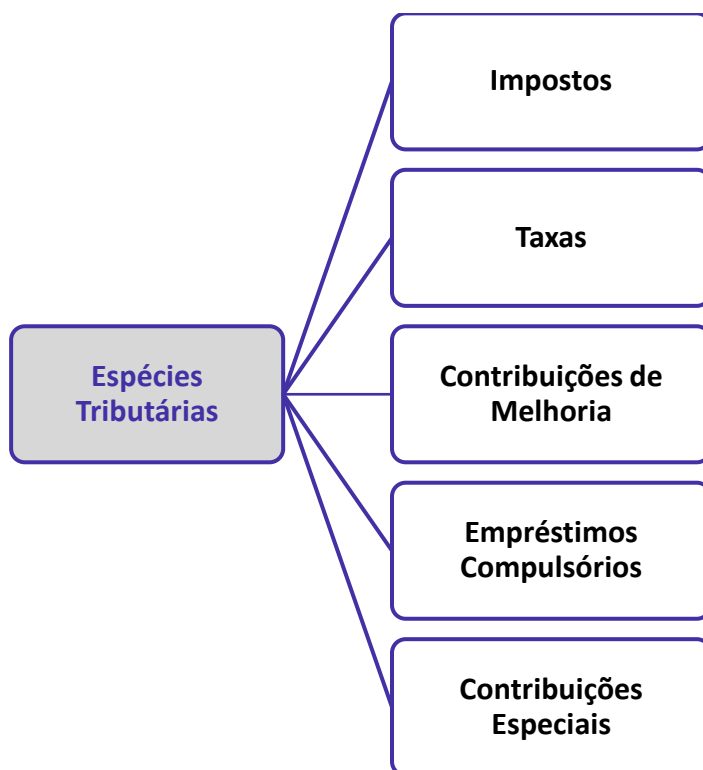 Impostos
Taxas
Espécies
Tributárias
Contribuições de
Melhoria
Empréstimos
Compulsórios
Contribuições
Especiais